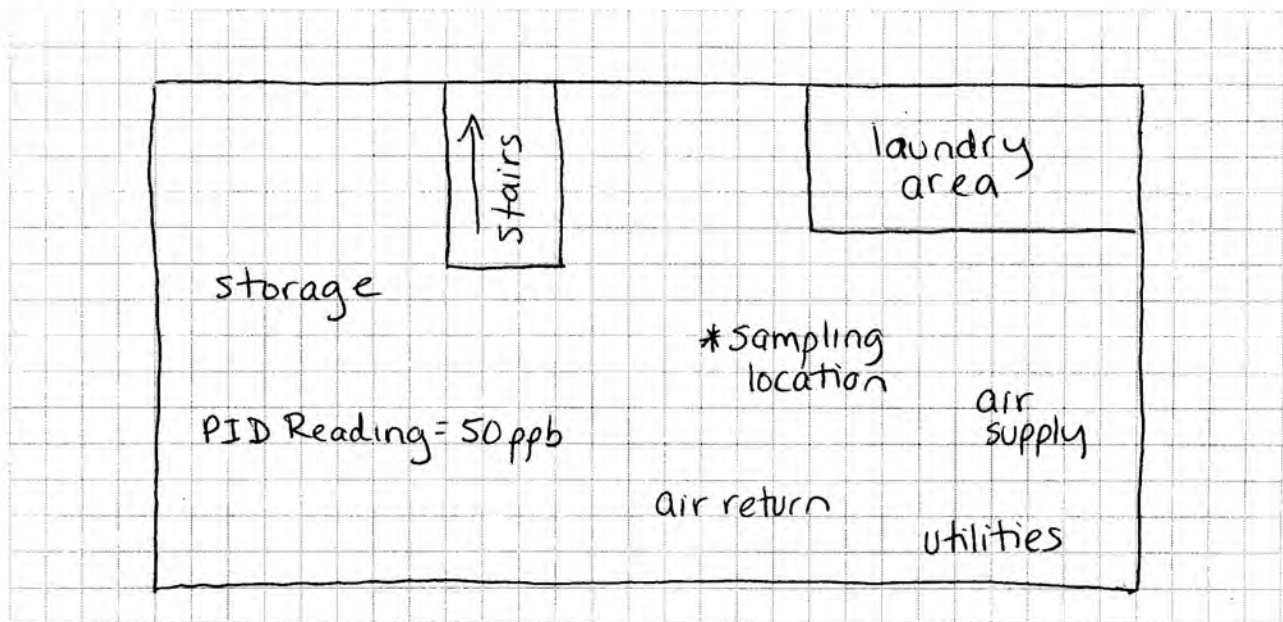 stairs
laundry
area
storage
*sampling
location
air
supply
PID Reading = 50 ppb
air return
utilities